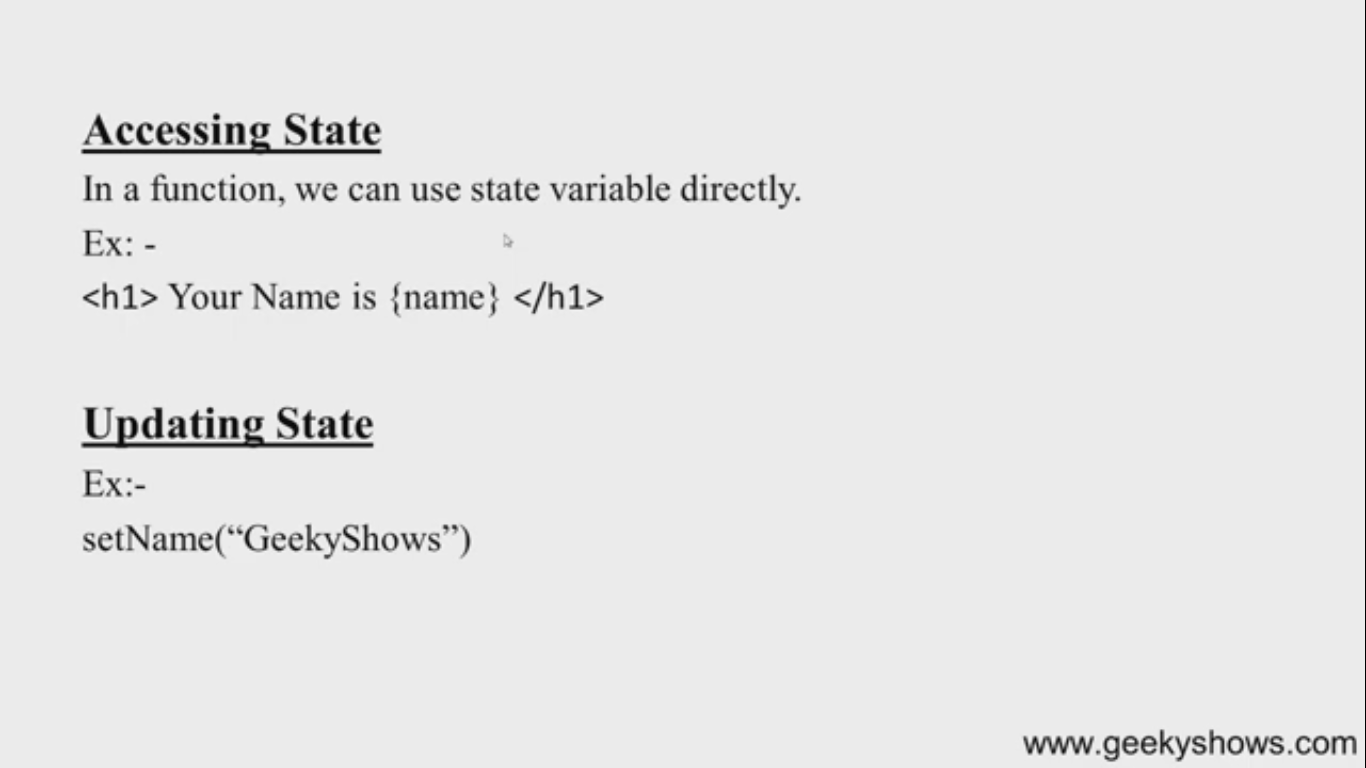 Accessing State
In a function, we can use state variable directly.
Ex: -
<h1> Your Name is {name} </h1>
Updating State
Ex:-
setName(“GeekyShows”)
www.geekyshows.com